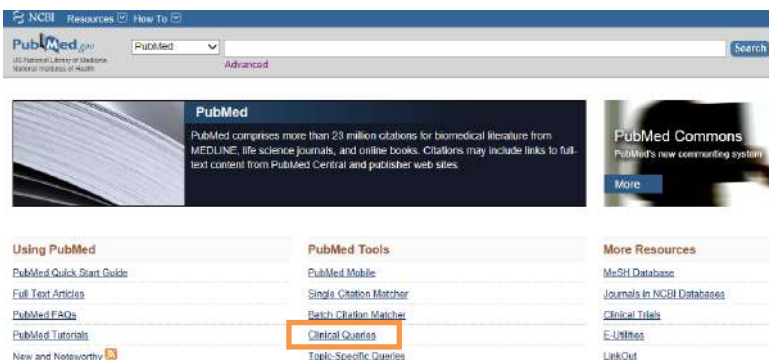 NCBI Resources How To
PubMed.gov
US National Library of Medicine
National Institutes of Health
PubMed
Search
Advanced
PubMed
PubMed comprises more than 23 million citations for biomedical literature from
MEDLINE, life science journals, and online books. Citations may include links to full-
text content from PubMed Central and publisher web sites.
PubMed Commons
PubMed's new commenting system
More
Using PubMed
PubMed Quick Start Guide
Full Text Articles
PubMed FAQs
PubMed Tutorials
New and Noteworthy
PubMed Tools
PubMed Mobile
Single Citation Matcher
Batch Citation Matcher
Clinical Queries
Topic-Specific Queries
More Resources
MeSH Database
Journals in NCBI Databases
Clinical Trials
E-Utilities
LinkOut